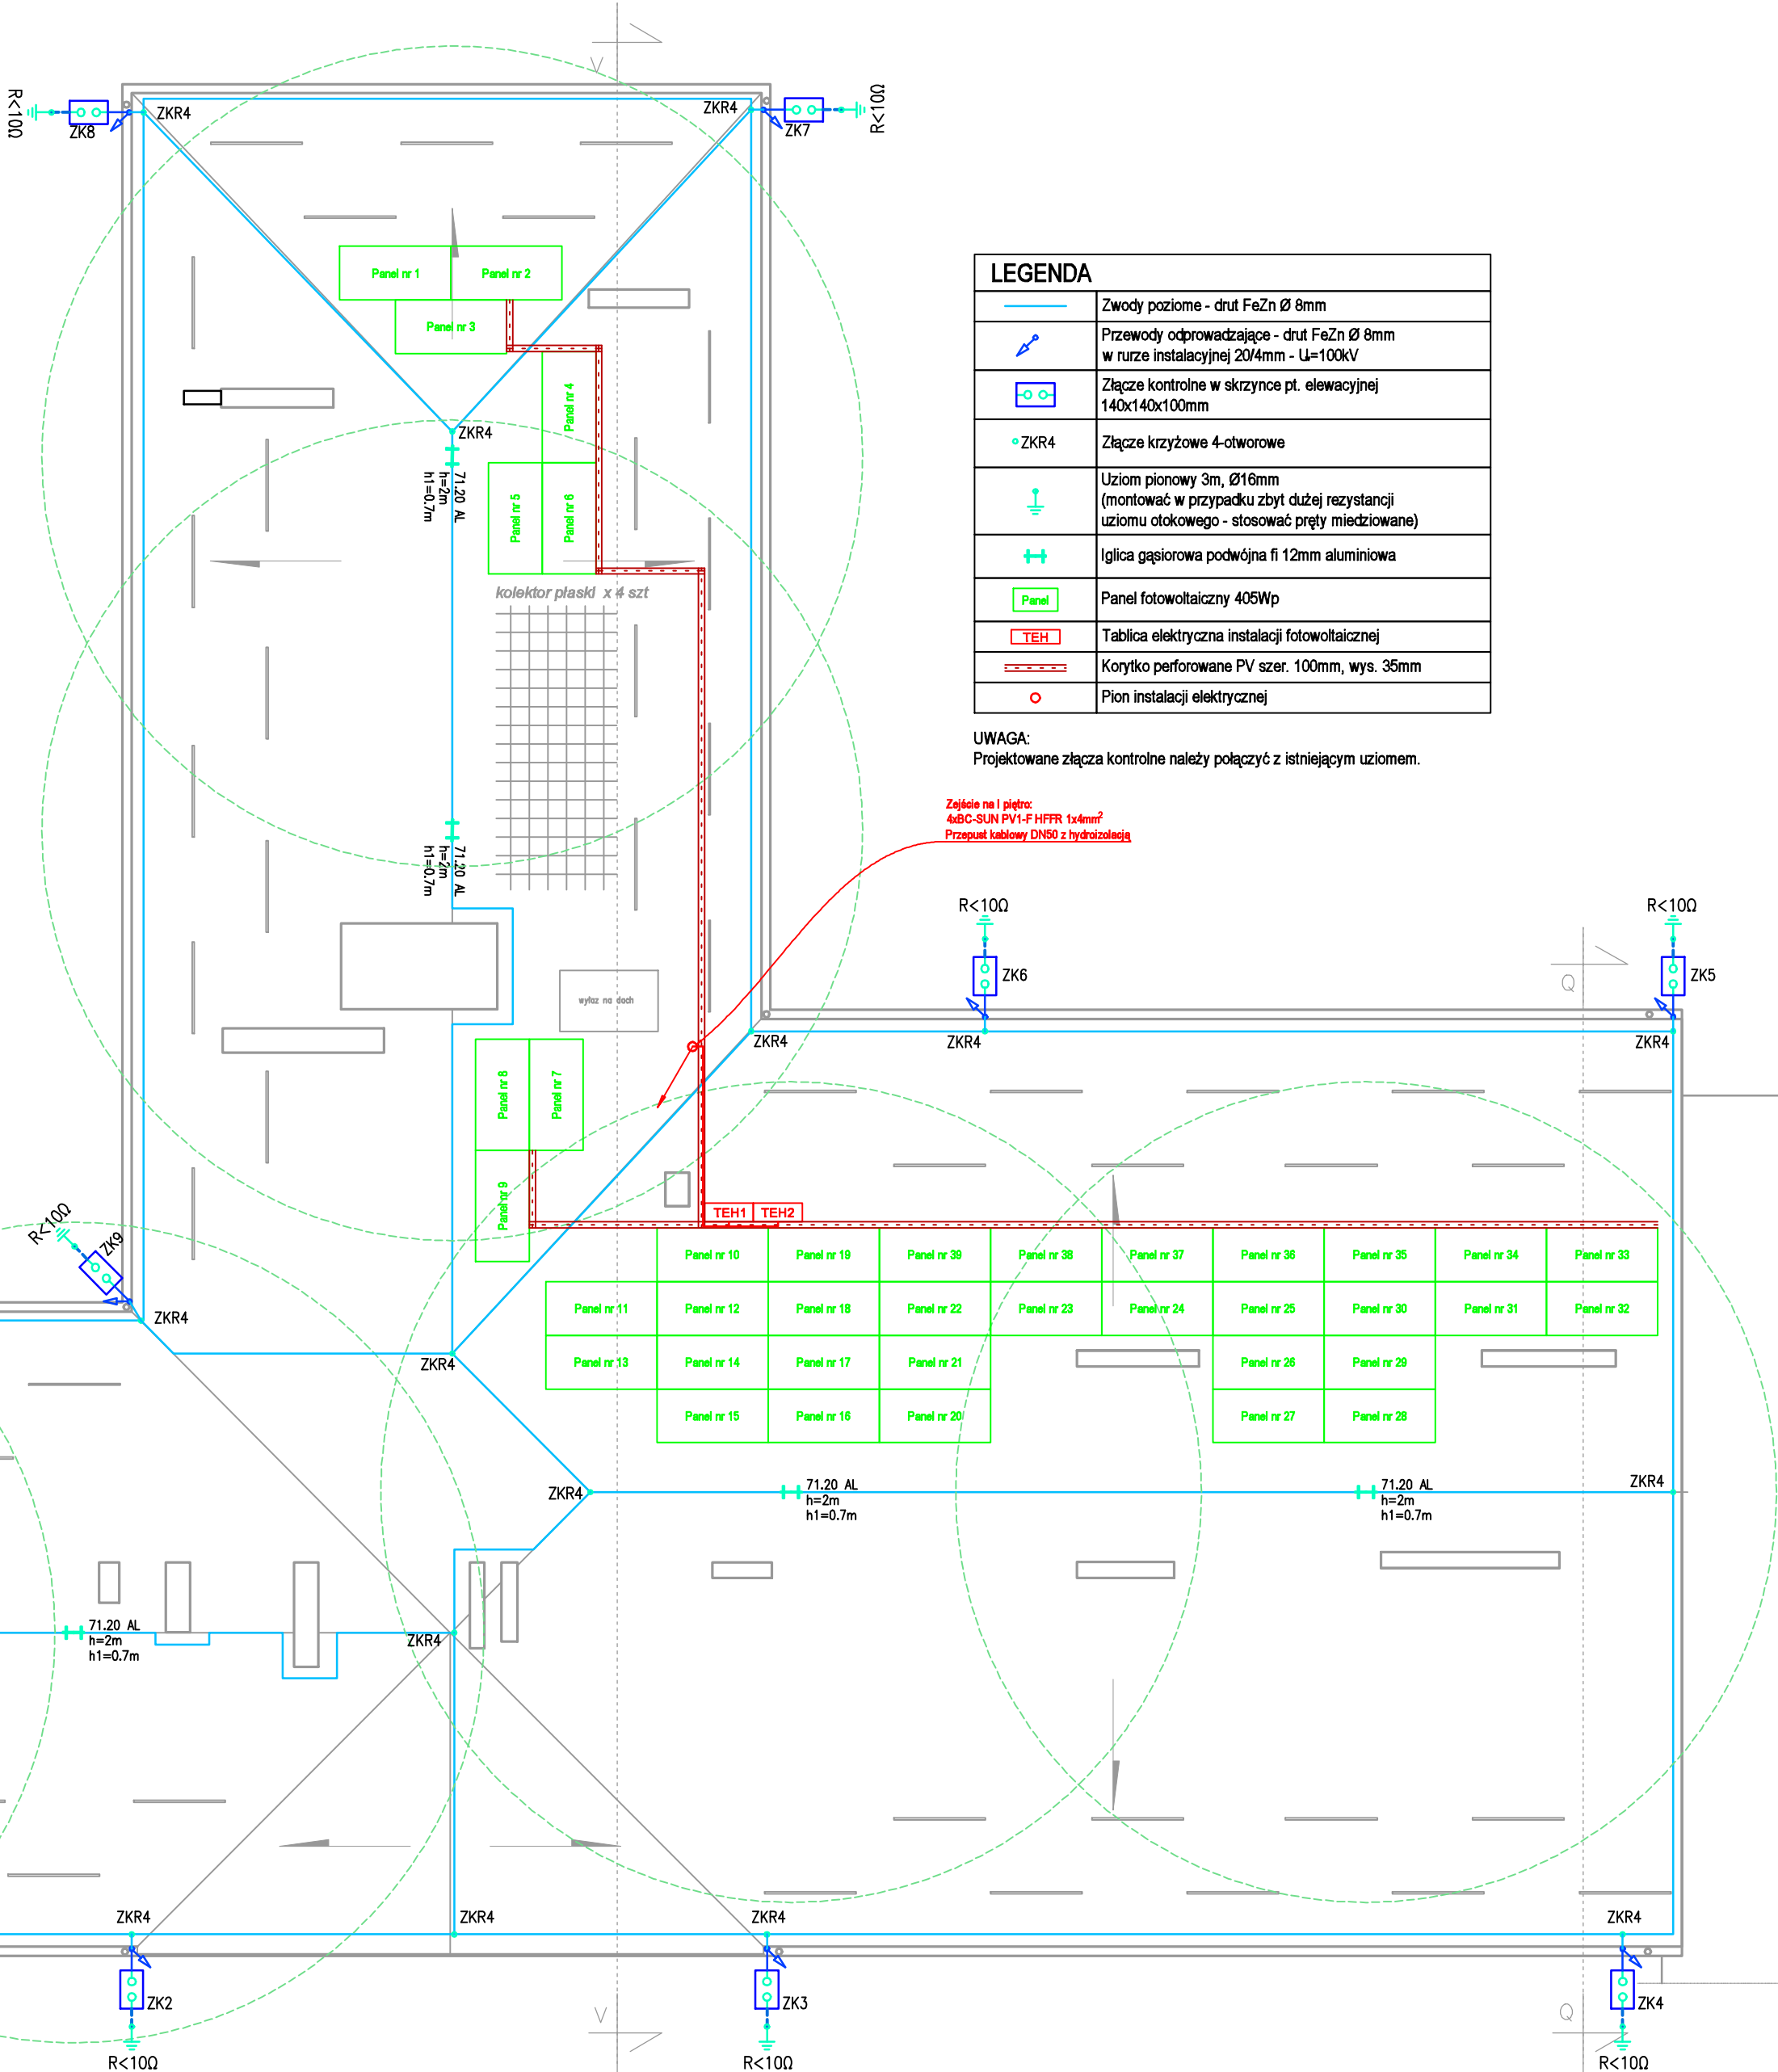 V
R<10Ω
ZK8
ZKR4
ZKR4
ZK7
R<10Ω
Panel nr 1
Panel nr 2
Panel nr 3
Panel nr 4
ZKR4
71.20 AL
h=2m
h1=0.7m
Panel nr 5
Panel nr 6
kolektor płaski x 4 szt
71.20 AL
h=2m
h1=0.7m
LEGENDA
Zwody poziome - drut FeZn Ø 8mm
Przewody odprowadzające - drut FeZn Ø 8mm
w rurze instalacyjnej 20/4mm - U=100kV
Złącze kontrolne w skrzynce pt. elewacyjnej
140x140x100mm
ZKR4
Złącze krzyżowe 4-otworowe
Uziom pionowy 3m, Ø16mm
(montować w przypadku zbyt dużej rezystancji
uziomu otokowego - stosować pręty miedziowane)
Iglica gąsiorowa podwójna fi 12mm aluminiowa
Panel
Panel fotowoltaiczny 405Wp
TEH
Tablica elektryczna instalacji fotowoltaicznej
Korytko perforowane PV szer. 100mm, wys. 35mm
Pion instalacji elektrycznej
UWAGA:
Projektowane złącza kontrolne należy połączyć z istniejącym uziomem.
Zejście na I piętro:
4xBC-SUN PV1-F HFFR 1x4mm²
Przepust kablowy DN50 z hydroizolacją
R<10Ω
ZK6
ZKR4
R<10Ω
ZK5
Q
ZKR4
wyłaz na dach
ZKR4
Panel nr 8
Panel nr 7
Panel nr 9
R<10Ω
ZK9
ZKR4
TEH1
TEH2
Panel nr 10
Panel nr 19
Panel nr 39
Panel nr 38
Panel nr 37
Panel nr 36
Panel nr 35
Panel nr 34
Panel nr 33
Panel nr 11
Panel nr 12
Panel nr 18
Panel nr 22
Panel nr 23
Panel nr 24
Panel nr 25
Panel nr 30
Panel nr 31
Panel nr 32
ZKR4
Panel nr 13
Panel nr 14
Panel nr 17
Panel nr 21
Panel nr 26
Panel nr 29
Panel nr 15
Panel nr 16
Panel nr 20
Panel nr 27
Panel nr 28
ZKR4
71.20 AL
h=2m
h1=0.7m
71.20 AL
h=2m
h1=0.7m
ZKR4
71.20 AL
h=2m
h1=0.7m
ZKR4
ZKR4
ZKR4
ZKR4
ZKR4
ZK2
R<10Ω
V
ZK3
R<10Ω
Q
ZK4
R<10Ω